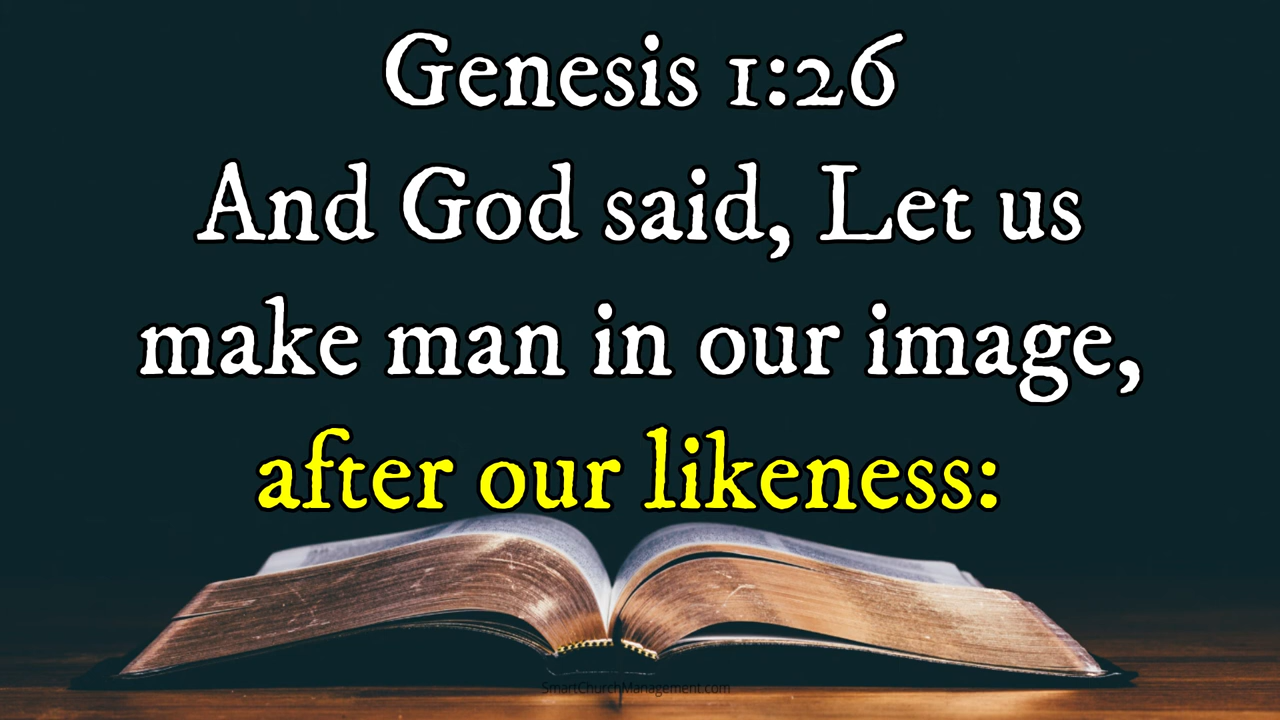 Genesis 1:26
And God said, Let us
make man in our image,
after our likeness:
SmartChurchManagement.com